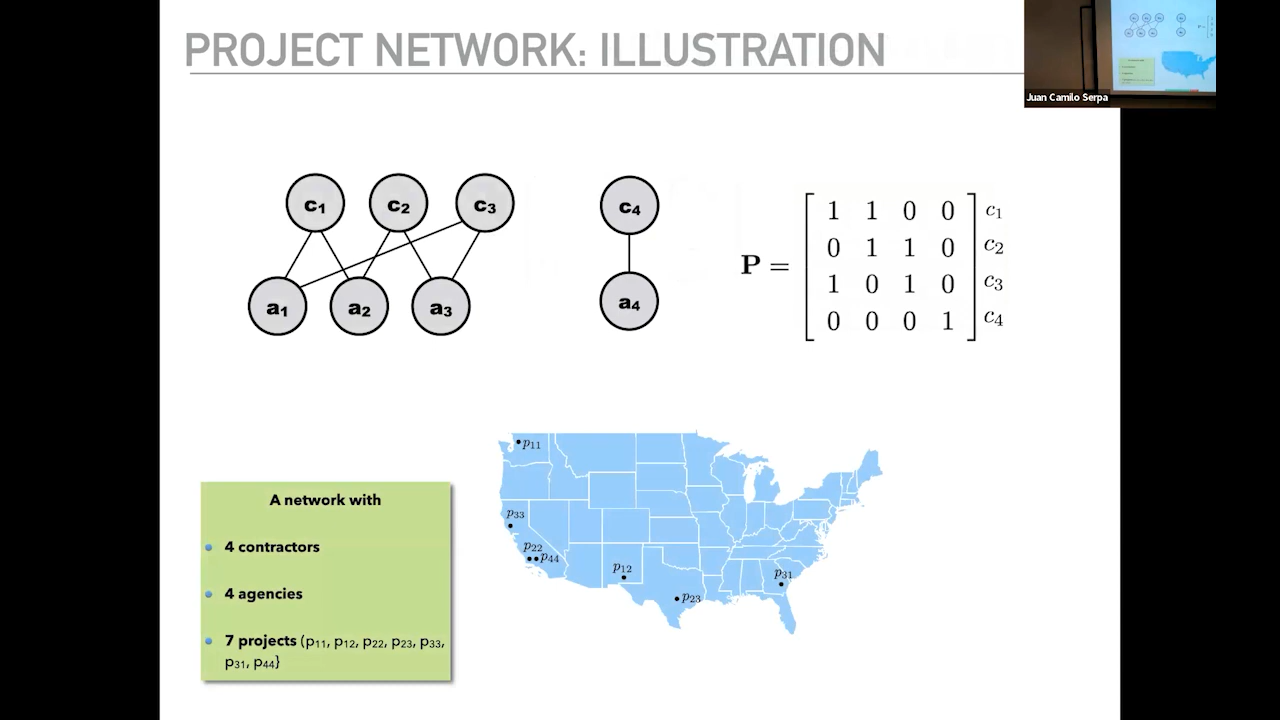 PROJECT NETWORK: ILLUSTRATION
Juan Camilo Serpa
c₁ c₂ c₃ c₄
a₁ a₂ a₃ a₄
P =
1 1 0 0 c₁
0 1 1 0 c₂
1 0 1 0 c₃
0 0 0 1 c₄
A network with
• 4 contractors
• 4 agencies
• 7 projects (p₁₁, p₁₂, p₂₂, p₂₃, p₃₃,
p₃₁, p₄₄}
p₁₁
p₃₃
p₂₂ p₄₄
p₁₂
p₂₃
p₃₁